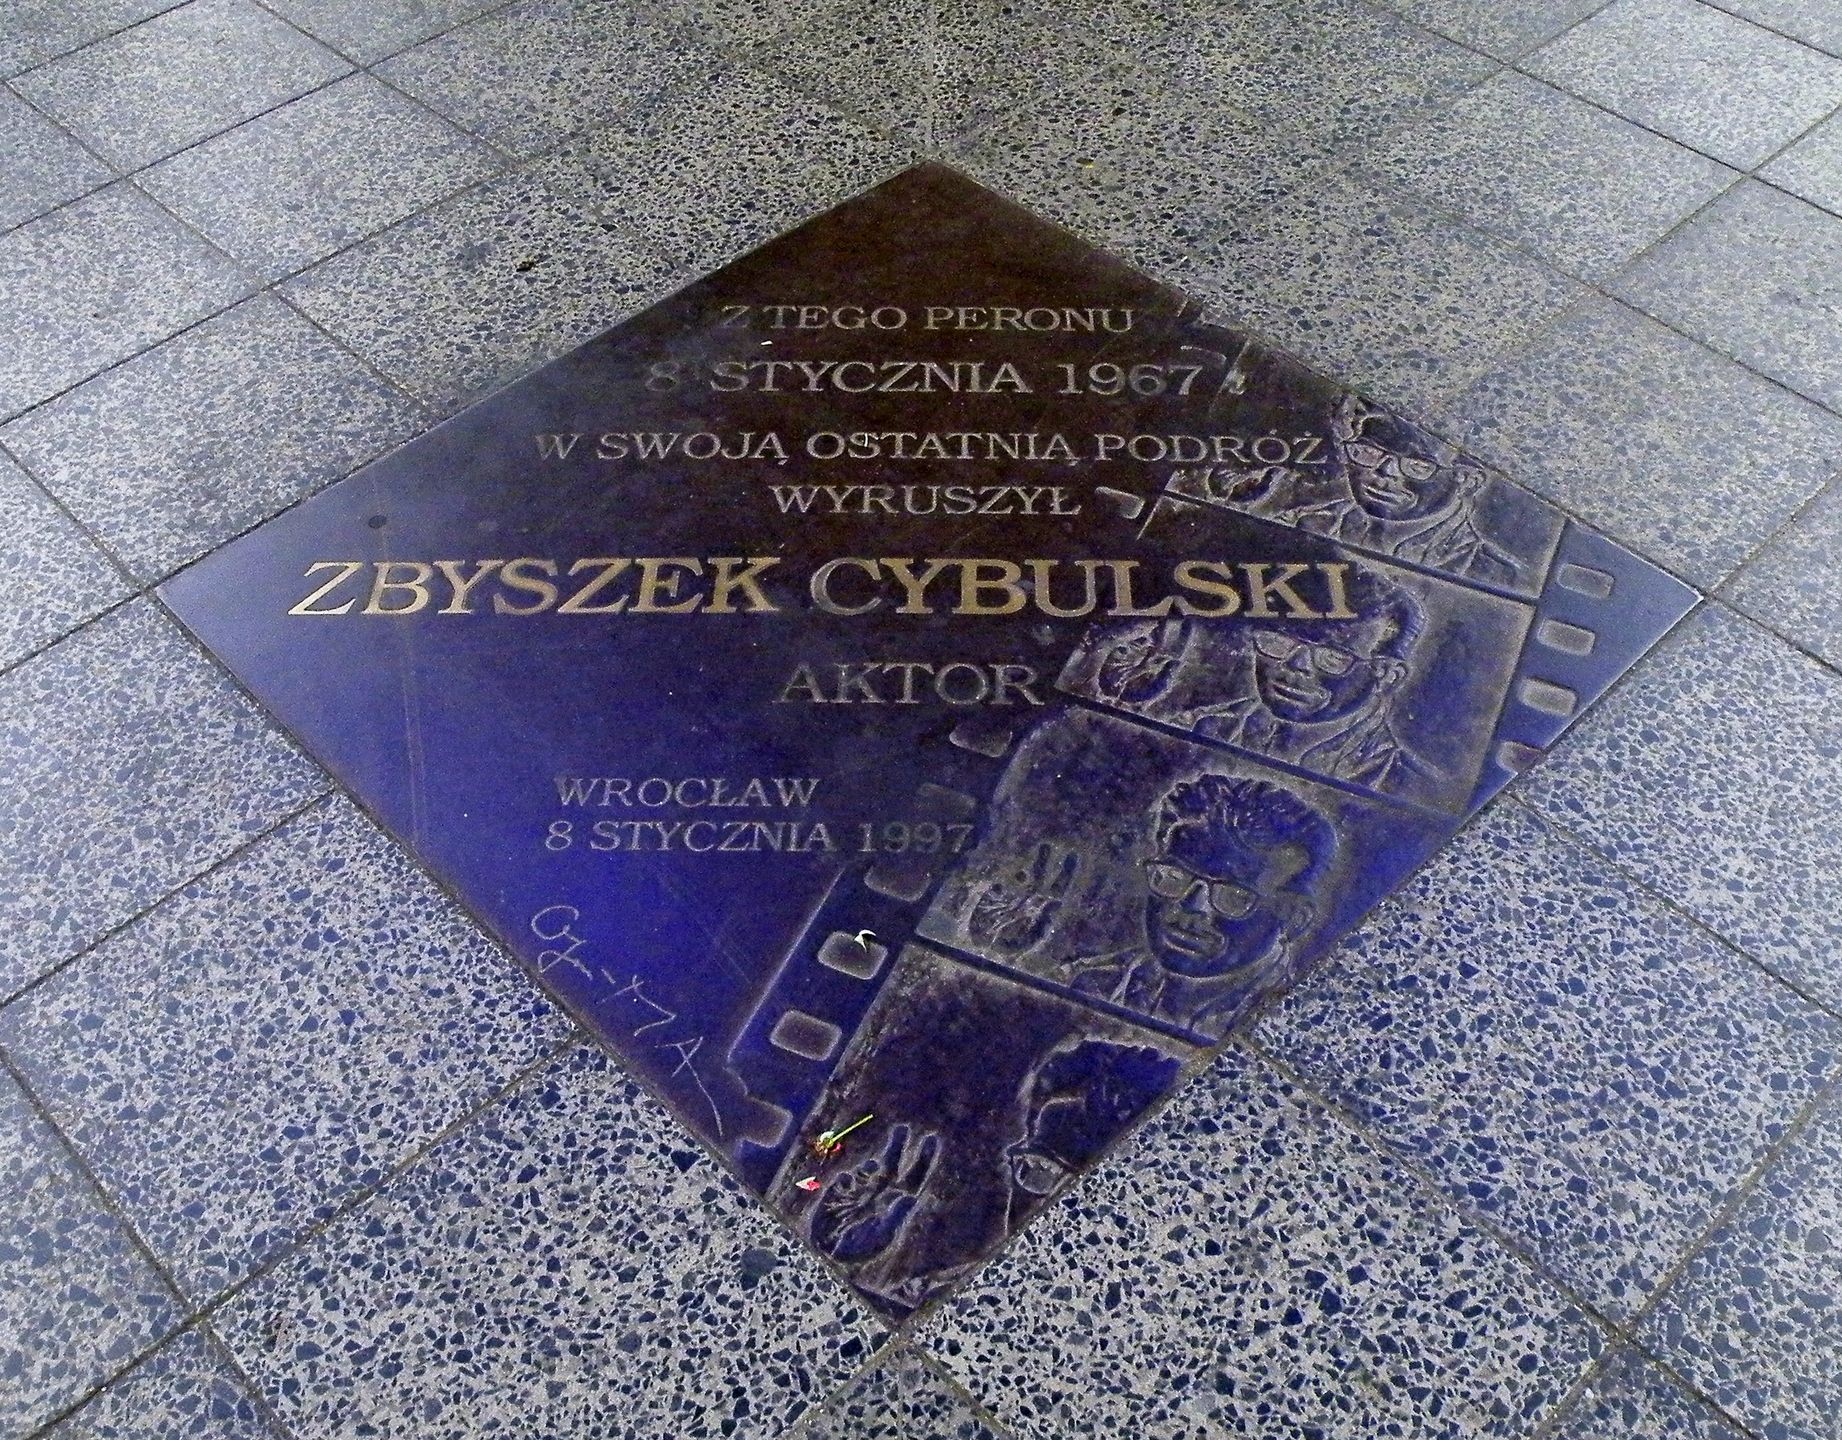 Z TEGO PERONU
8 STYCZNIA 1967
W SWOJĄ OSTATNIĄ PODRÓŻ
WYRUSZYŁ
ZBYSZEK CYBULSKI
AKTOR
WROCŁAW
8 STYCZNIA 1997